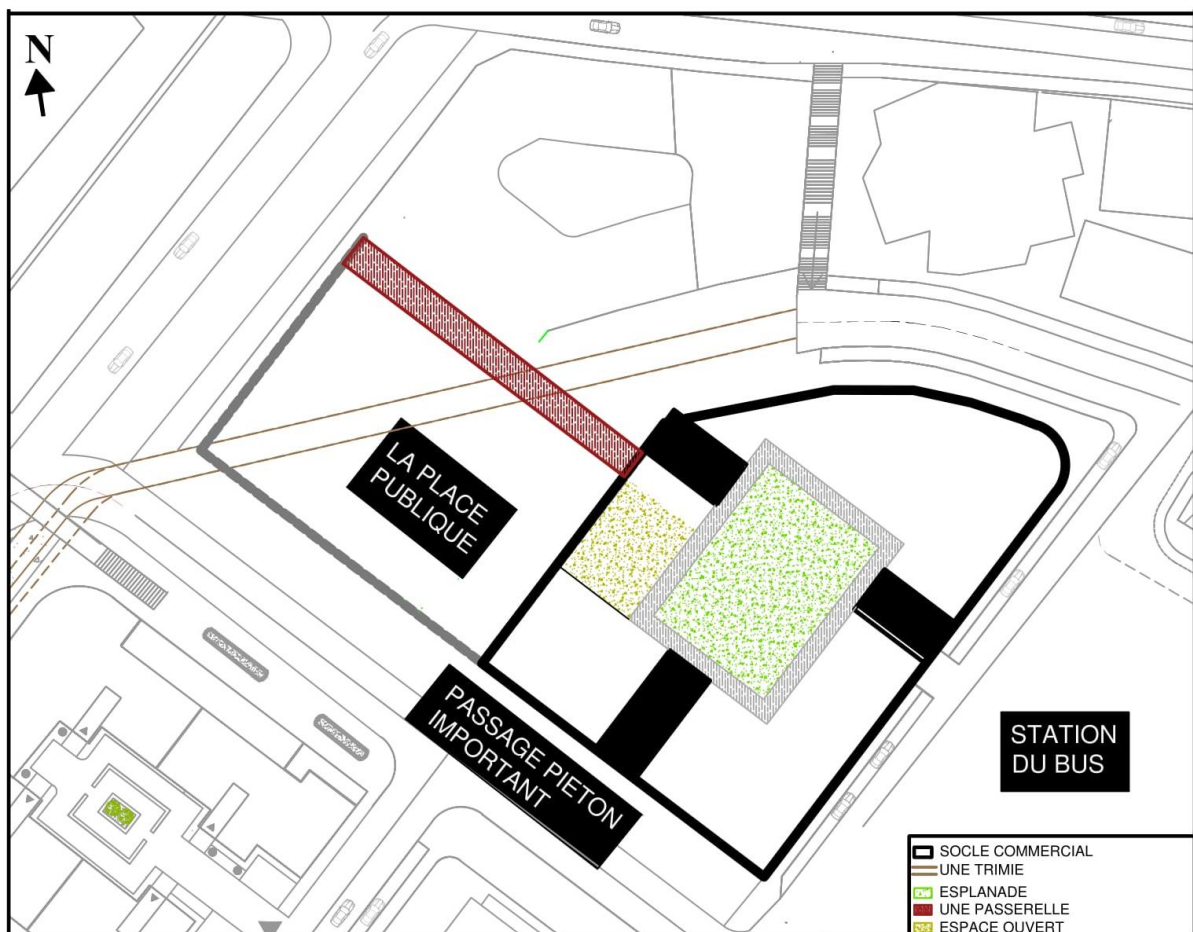 N
LA PLACE
PUBLIQUE
PASSAGE PIETON
IMPORTANT
STATION
DU BUS
SOCLE COMMERCIAL
UNE TRIMIE
ESPLANADE
UNE PASSERELLE
ESPACE OUVERT